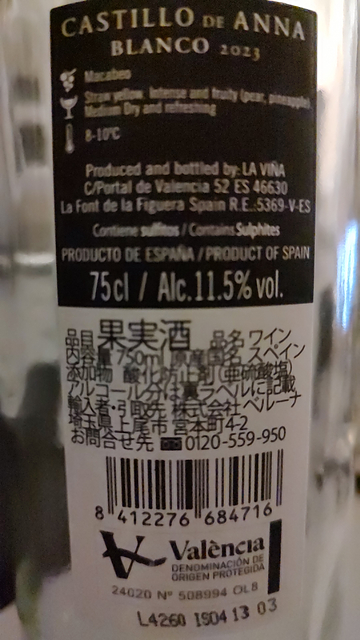 CASTILLO DE ANNA
BLANCO 2023
Macabeo
Straw yellow. Intense and fruity (pear, pineapple)
Medium Dry and refreshing
8-10°C
Produced and bottled by: LA VIÑA
C/Portal de Valencia 52 ES 46630
La Font de la Figuera Spain R.E.:5369-V-ES
Contiene sulfitos / Contains Sulphites
PRODUCTO DE ESPAÑA / PRODUCT OF SPAIN
75cl / Alc.11.5% vol.
品目 果実酒 品名 ワイン
内容量 750ml 原産国名 スペイン
添加物 酸化防止剤(亜硫酸塩)
アルコール分は裏ラベルに記載
輸入者・引取先 株式会社 ベルーナ
埼玉県上尾市 宮本町4-2
お問合せ先 ☎0120-559-950
8 412276 684716
València
DENOMINACIÓN DE
ORIGEN PROTEGIDA
24020 Nº 508994 OL8
L4260 1S04 13 03